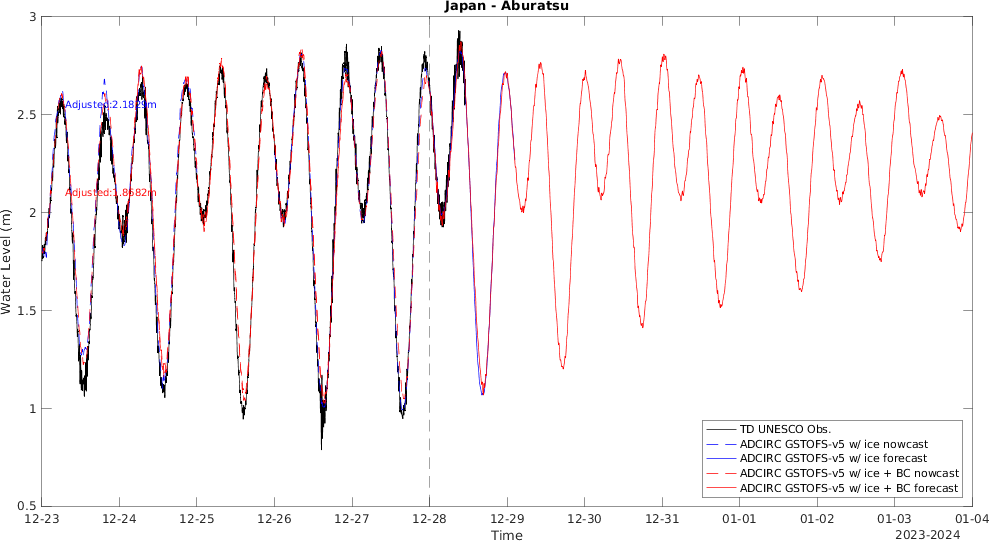 Japan - Aburatsu
3
2.5
2
1.5
1
0.5
Water Level (m)
Adjusted:2.1829m
Adjusted:1.8682m
TD UNESCO Obs.
ADCIRC GSTOFS-v5 w/ ice nowcast
ADCIRC GSTOFS-v5 w/ ice forecast
ADCIRC GSTOFS-v5 w/ ice + BC nowcast
ADCIRC GSTOFS-v5 w/ ice + BC forecast
12-23 12-24 12-25 12-26 12-27 12-28 12-29 12-30 12-31 01-01 01-02 01-03 01-04
Time
2023-2024